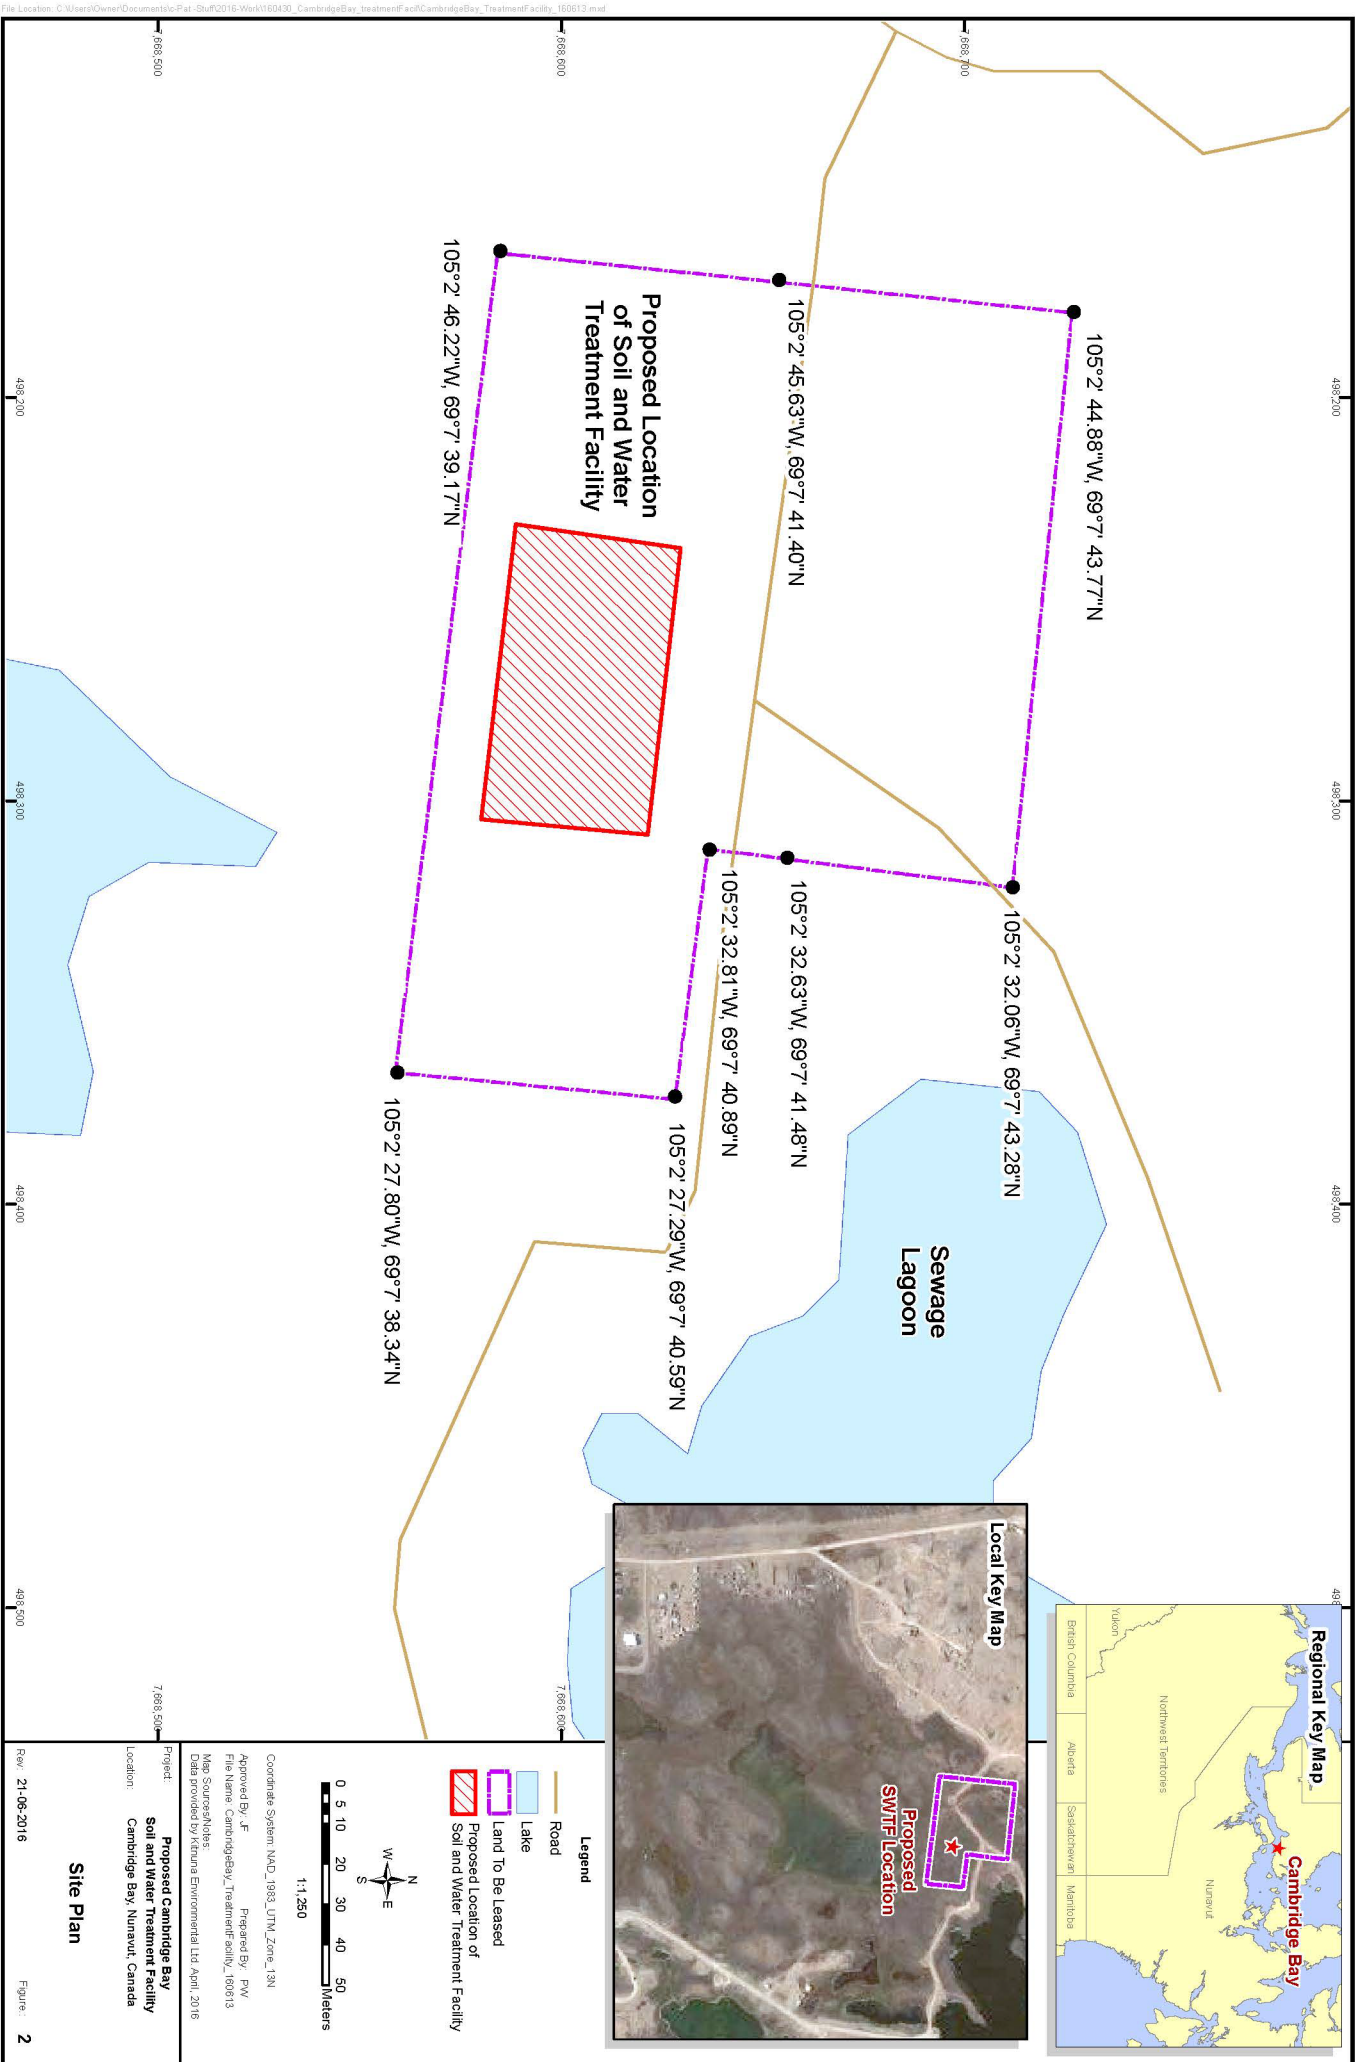 File Location: C:\Users\Owner\Documents\c-Pat-Stuff\2016-Work\160430_CambridgeBay_treatmentFacil\CambridgeBay_TreatmentFacility_160613.mxd
498,200
498,300
498,400
498
7,668,700
7,668,600
7,668,500
105°2' 44.88"W, 69°7' 43.77"N
105°2' 32.06"W, 69°7' 43.28"N
105°2' 45.63"W, 69°7' 41.40"N
105°2' 32.63"W, 69°7' 41.48"N
105°2' 32.81"W, 69°7' 40.89"N
105°2' 27.29"W, 69°7' 40.59"N
105°2' 46.22"W, 69°7' 39.17"N
105°2' 27.80"W, 69°7' 38.34"N
Proposed Location
of Soil and Water
Treatment Facility
Sewage
Lagoon
7,668,600
7,668,500
498,200
498,300
498,400
498,500
Regional Key Map
Cambridge Bay
Yukon
Northwest Territories
Nunavut
British Columbia
Alberta
Saskatchewan
Manitoba
Local Key Map
Proposed
SWTF Location
Legend
Road
Lake
Land To Be Leased
Proposed Location of
Soil and Water Treatment Facility
N
W
E
S
1:1,250
0 5 10 20 30 40 50
Meters
Coordinate System: NAD_1983_UTM_Zone_13N
Approved By: JF Prepared By: PW
File Name: CambridgeBay_TreatmentFacility_160613
Map Sources/Notes:
Data provided by Kitnuna Environmental Ltd. April, 2016
Project: Proposed Cambridge Bay
Soil and Water Treatment Facility
Location: Cambridge Bay, Nunavut, Canada
Site Plan
Rev.: 21-06-2016 Figure.: 2